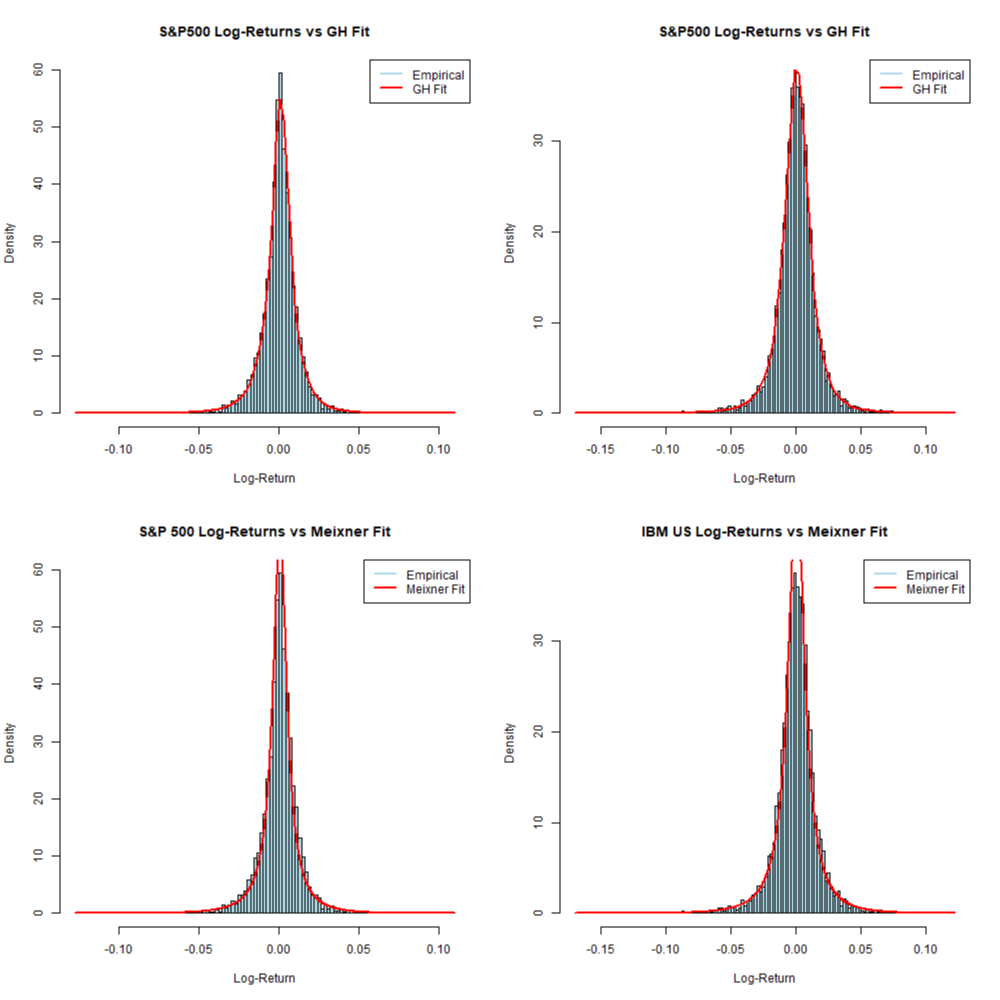 S&P500 Log-Returns vs GH Fit
Empirical
GH Fit
60
50
40
30
20
10
0
Density
-0.10 -0.05 0.00 0.05 0.10
Log-Return
S&P500 Log-Returns vs GH Fit
Empirical
GH Fit
30
20
10
0
Density
-0.15 -0.10 -0.05 0.00 0.05 0.10
Log-Return
S&P 500 Log-Returns vs Meixner Fit
Empirical
Meixner Fit
60
50
40
30
20
10
0
Density
-0.10 -0.05 0.00 0.05 0.10
Log-Return
IBM US Log-Returns vs Meixner Fit
Empirical
Meixner Fit
30
20
10
0
Density
-0.15 -0.10 -0.05 0.00 0.05 0.10
Log-Return